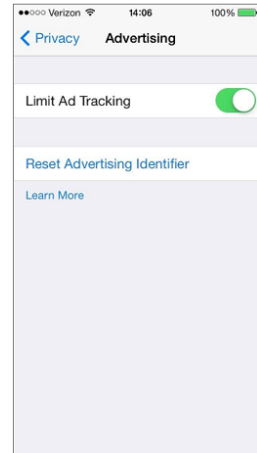 Verizon 14:06 100%
Privacy Advertising
Limit Ad Tracking
Reset Advertising Identifier
Learn More